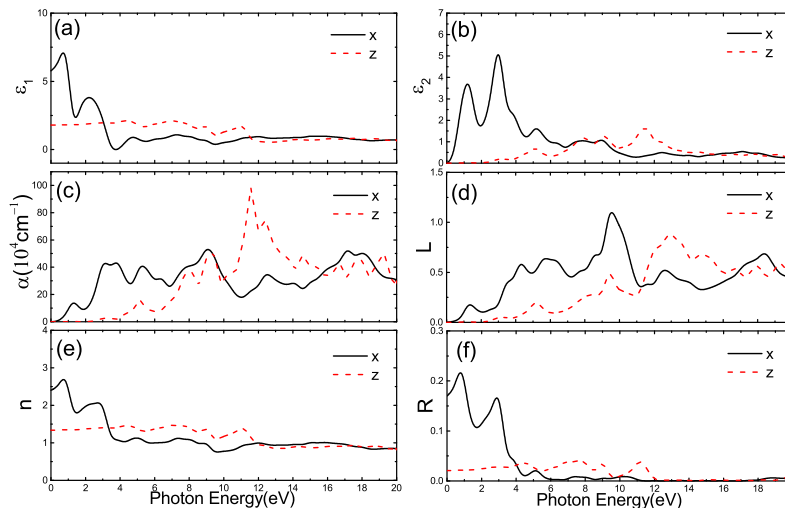 (a)
x
z
ε1
10
5
0
(b)
x
z
ε2
7
6
5
4
3
2
1
0
(c)
x
z
α(10⁴cm⁻¹)
100
80
60
40
20
0
(d)
x
z
L
1.5
1.0
0.5
0.0
(e)
x
z
n
4
3
2
1
0
0 2 4 6 8 10 12 14 16 18 20
Photon Energy(eV)
(f)
x
z
R
0.3
0.2
0.1
0.0
0 2 4 6 8 10 12 14 16 18
Photon Energy(eV)